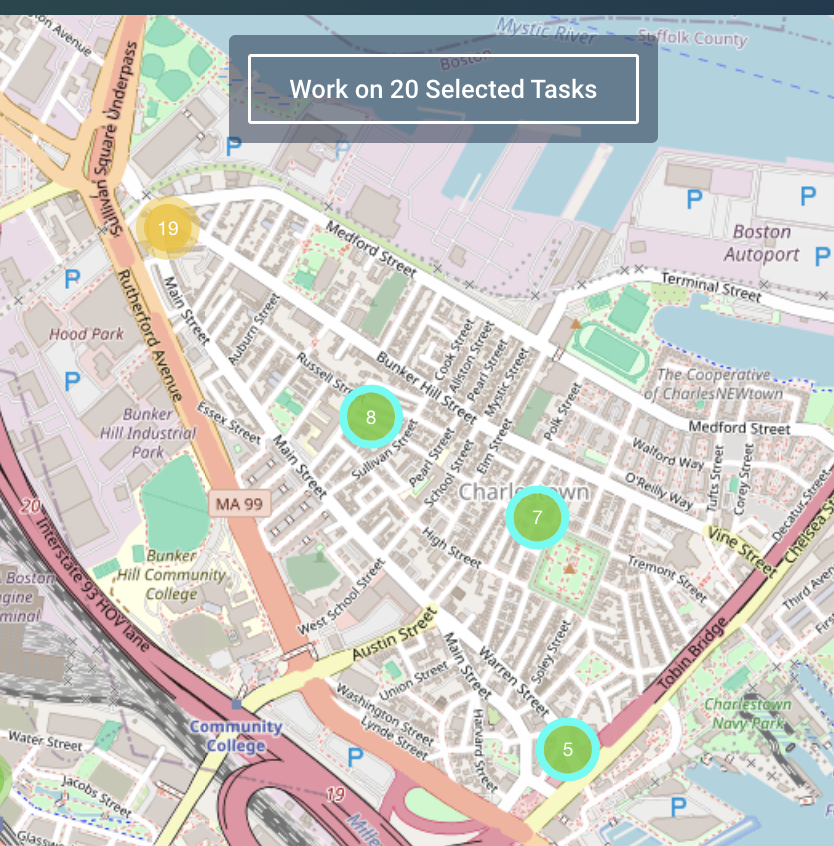 Mystic River
Suffolk County
Boston
Work on 20 Selected Tasks
Avenue
Sullivan Square Underpass
P
P
P
P
19
Boston
Autoport
Medford Street
P
P
Terminal Street
Main Street
Rutherford Avenue
Auburn Street
Hood Park
Cook Street
Allston Street
Pearl Street
Mystic Street
Russell Str
Bunker Hill Street
P
The Cooperative
of CharlesNEWtown
8
Polk Street
Bunker
Hill Industrial
Park
Essex Street
Medford Street
Sullivan Street
Pearl Street
School Street
Elm Street
Walford Way
Main Street
Tufts Street
Corey Street
O'Reilly Way
MA 99
Charlestown
7
20
Decatur Street
Chelsea St
Vine Street
Interstate 93 HOV lane
High Street
Bunker
Hill Community
College
Boston
gine
minal
Tremont Street
Third Aven
First
West School Street
Austin Street
Tobin Bridge
Soley Street
Main Street
Warren Street
Union Street
Washington Street
Lynde Street
Harvard Street
Charlestown
Navy Park
Community
College
Water Street
5
P
Jacobs Street
19
P
Mille
Glassw